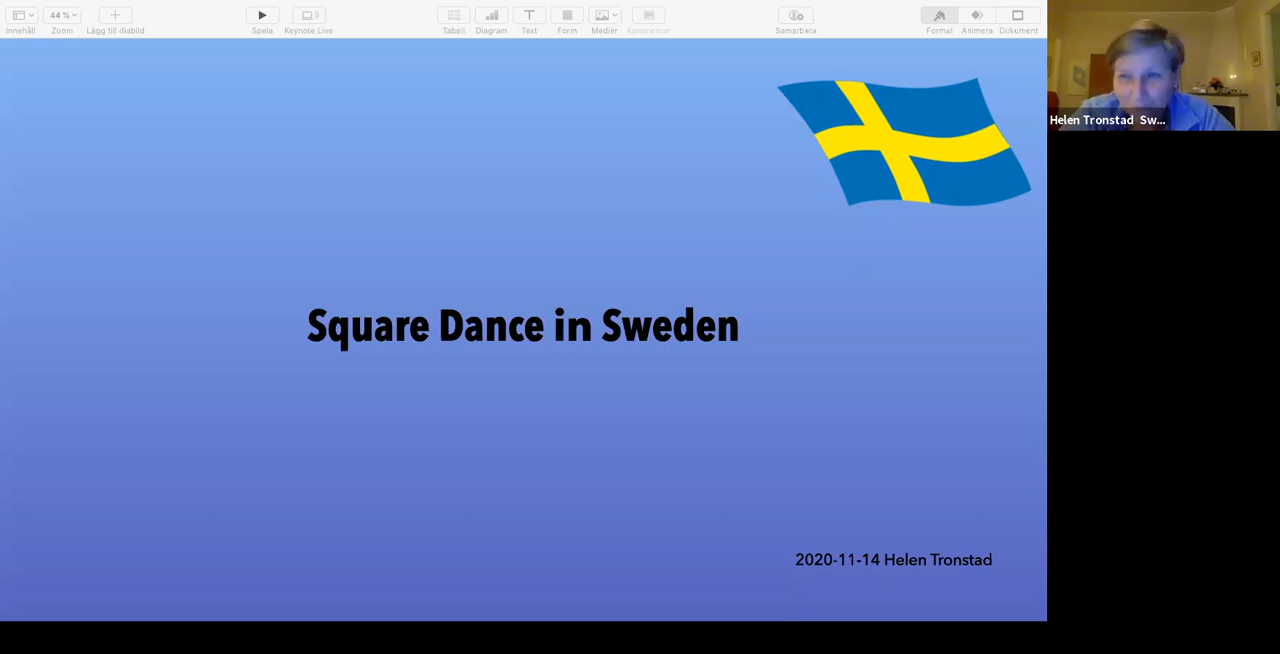 Innehåll
44 %
Zoom
Lägg till diabild
Spela
Keynote Live
Tabell
Diagram
Text
Form
Medier
Kommentar
Samarbeta
Format
Animera
Dokument
Helen Tronstad Sw...
Square Dance in Sweden
2020-11-14 Helen Tronstad